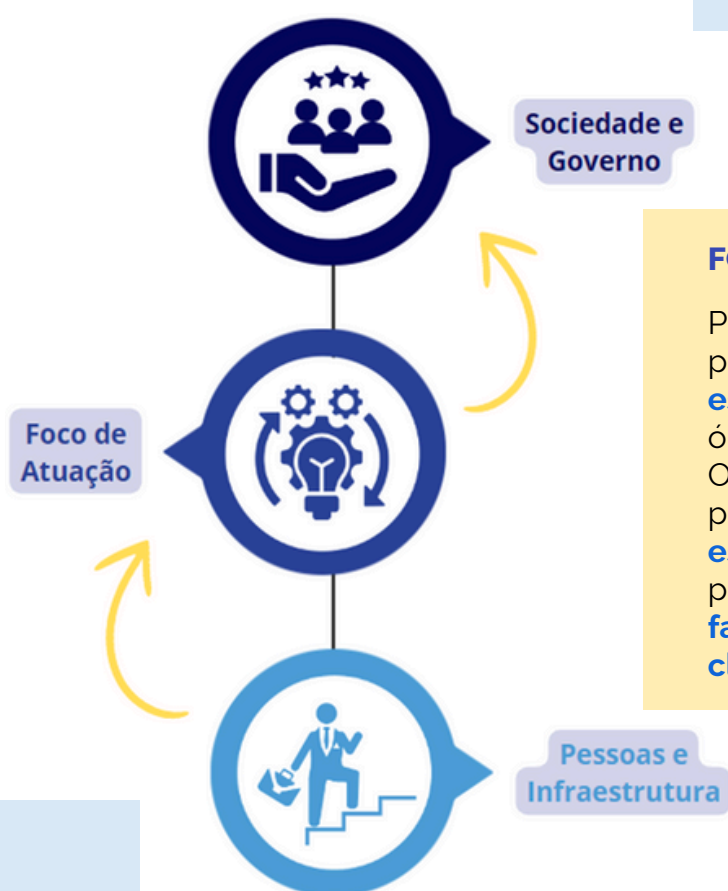 Sociedade e
Governo
Foco de
Atuação
Pessoas e
Infraestrutura